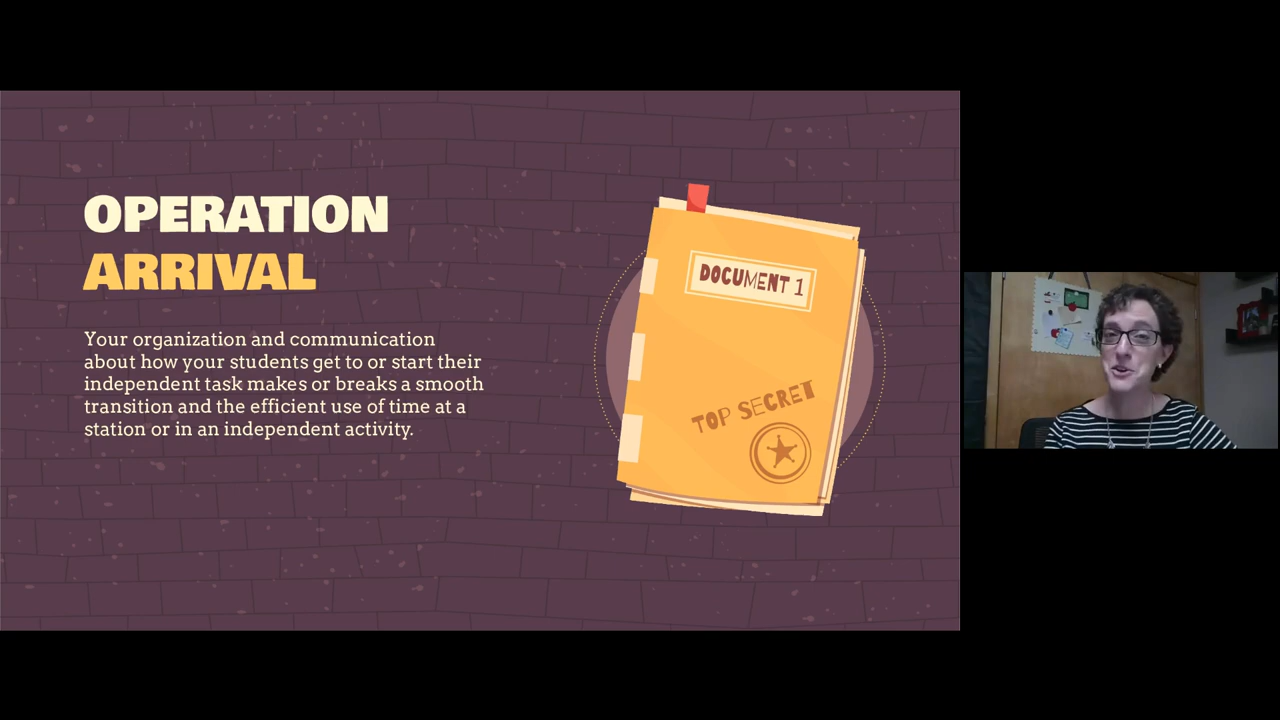 OPERATION
ARRIVAL
Your organization and communication
about how your students get to or start their
independent task makes or breaks a smooth
transition and the efficient use of time at a
station or in an independent activity.
DOCUMENT 1
TOP SECRET